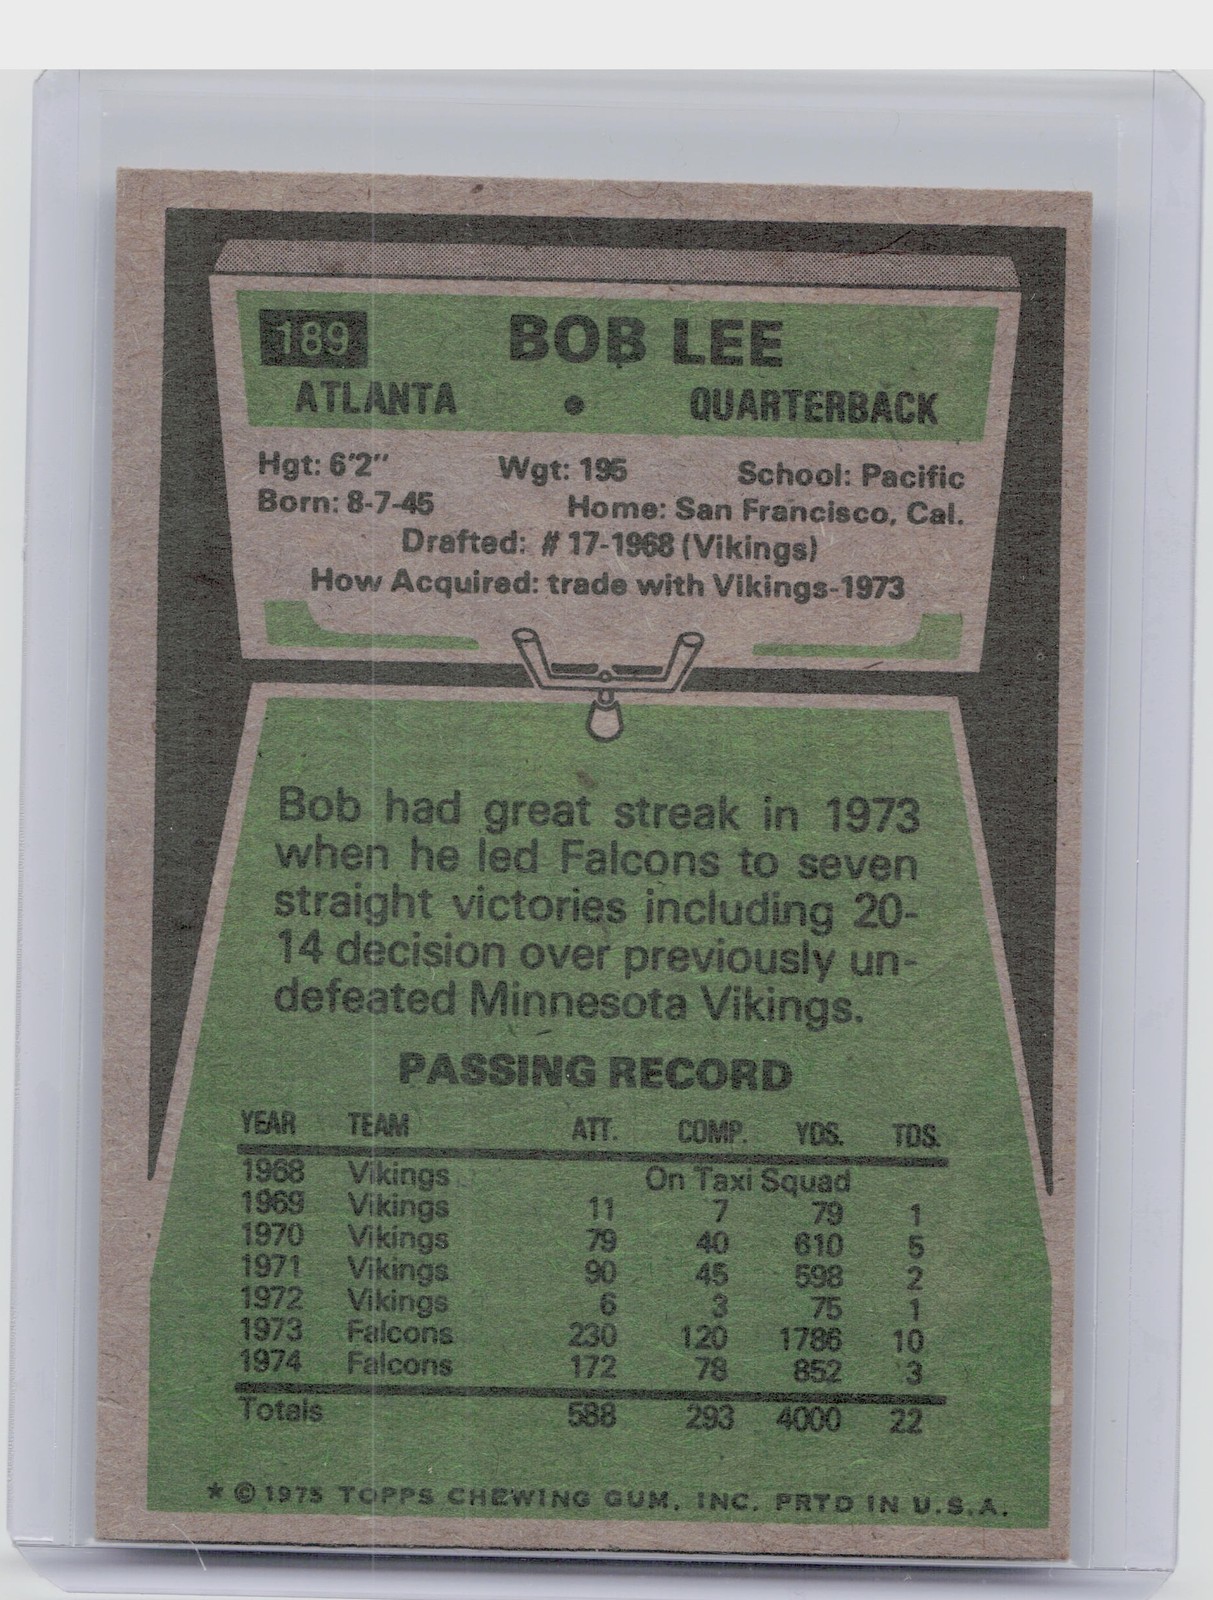 189 BOB LEE
ATLANTA • QUARTERBACK
Hgt: 6'2" Wgt: 195 School: Pacific
Born: 8-7-45 Home: San Francisco, Cal.
Drafted: #17-1968 (Vikings)
How Acquired: trade with Vikings-1973
Bob had great streak in 1973
when he led Falcons to seven
straight victories including 20-
14 decision over previously un-
defeated Minnesota Vikings.
PASSING RECORD
YEAR TEAM ATT. COMP. YDS. TDS.
1968 Vikings On Taxi Squad
1969 Vikings 11 7 79 1
1970 Vikings 79 40 610 5
1971 Vikings 90 45 598 2
1972 Vikings 6 3 75 1
1973 Falcons 230 120 1786 10
1974 Falcons 172 78 852 3
Totals 588 293 4000 22
* © 1975 TOPPS CHEWING GUM, INC. PRTD IN U.S.A.